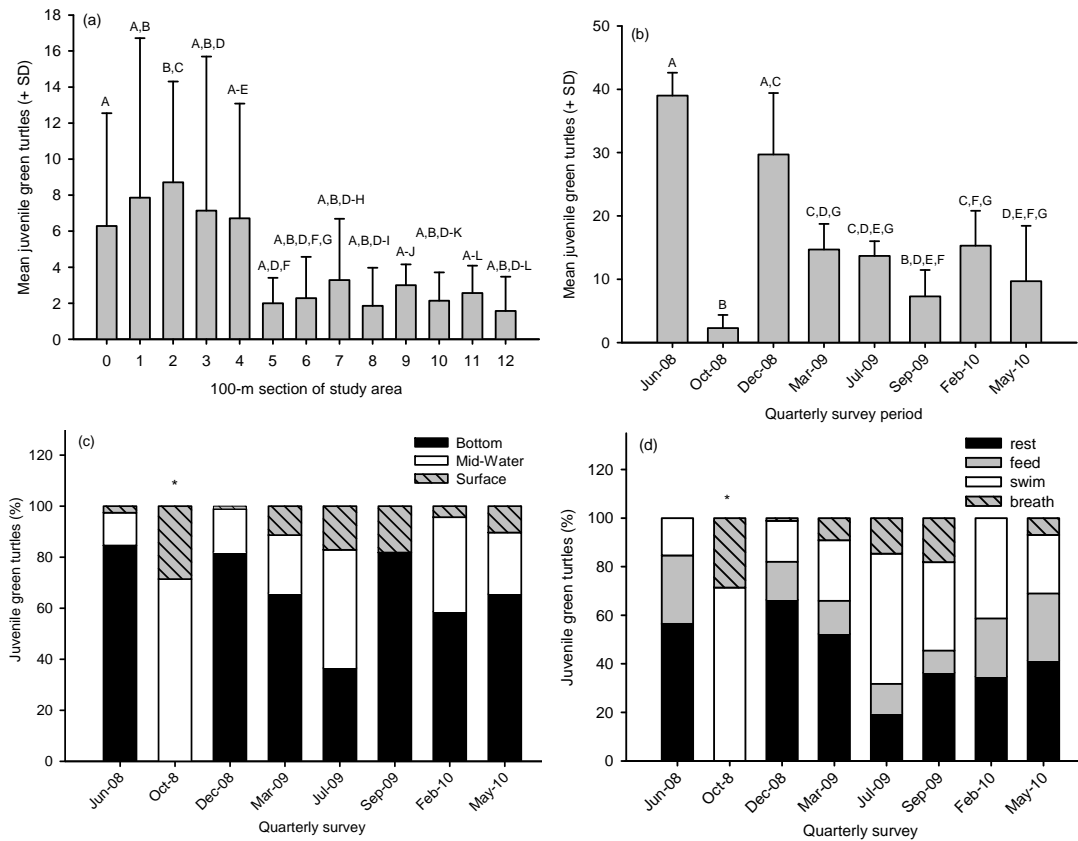 (a)
Mean juvenile green turtles (+ SD)
18
16
14
12
10
8
6
4
2
0
A
A,B
B,C
A,B,D
A-E
A,D,F
A,B,D,F,G
A,B,D-H
A,B,D-I
A-J
A,B,D-K
A-L
A,B,D-L
0 1 2 3 4 5 6 7 8 9 10 11 12
100-m section of study area
(b)
Mean juvenile green turtles (+ SD)
50
40
30
20
10
0
A
B
A,C
C,D,G
C,D,E,G
B,D,E,F
C,F,G
D,E,F,G
Jun-08 Oct-08 Dec-08 Mar-09 Jul-09 Sep-09 Feb-10 May-10
Quarterly survey period
(c)
Bottom
Mid-Water
Surface
Juvenile green turtles (%)
120
100
80
60
40
20
0
*
Jun-08 Oct-8 Dec-08 Mar-09 Jul-09 Sep-09 Feb-10 May-10
Quarterly survey
(d)
rest
feed
swim
breath
Juvenile green turtles (%)
120
100
80
60
40
20
0
*
Jun-08 Oct-8 Dec-08 Mar-09 Jul-09 Sep-09 Feb-10 May-10
Quarterly survey